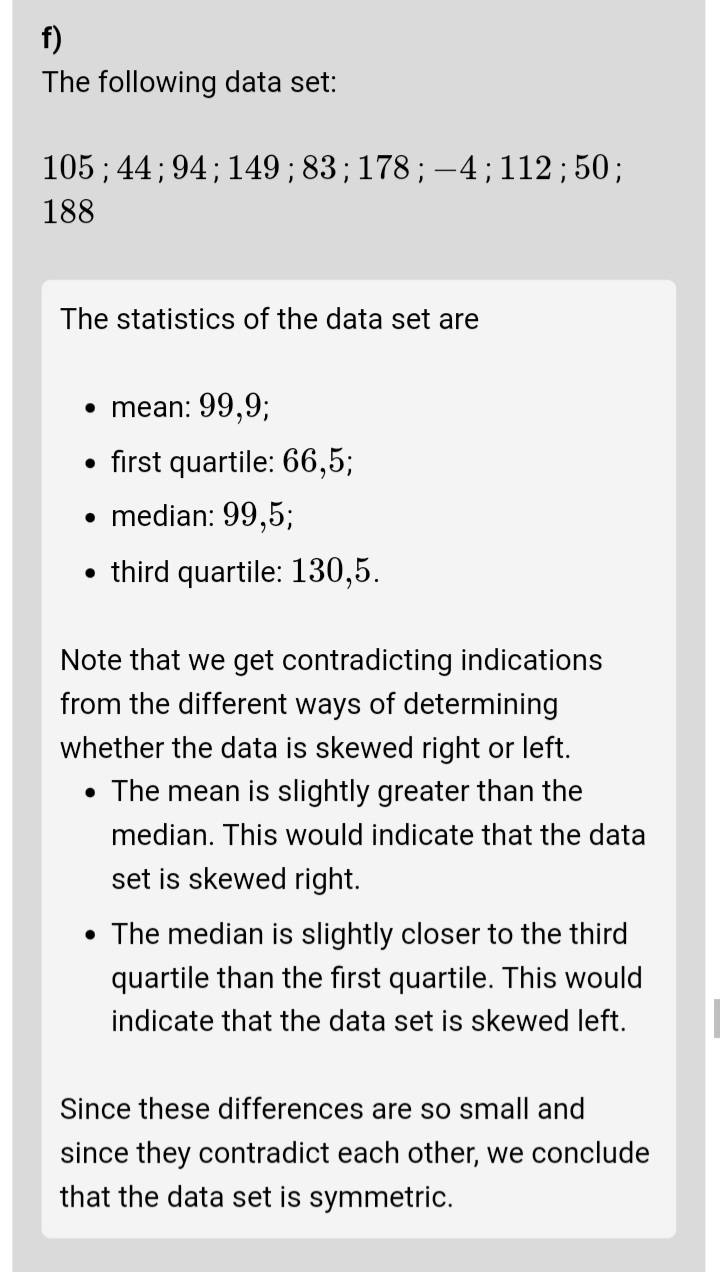 f)
The following data set:
105 ; 44 ; 94 ; 149 ; 83 ; 178 ; −4 ; 112 ; 50 ;
188
The statistics of the data set are
• mean: 99,9;
• first quartile: 66,5;
• median: 99,5;
• third quartile: 130,5.
Note that we get contradicting indications
from the different ways of determining
whether the data is skewed right or left.
• The mean is slightly greater than the
median. This would indicate that the data
set is skewed right.
• The median is slightly closer to the third
quartile than the first quartile. This would
indicate that the data set is skewed left.
Since these differences are so small and
since they contradict each other, we conclude
that the data set is symmetric.